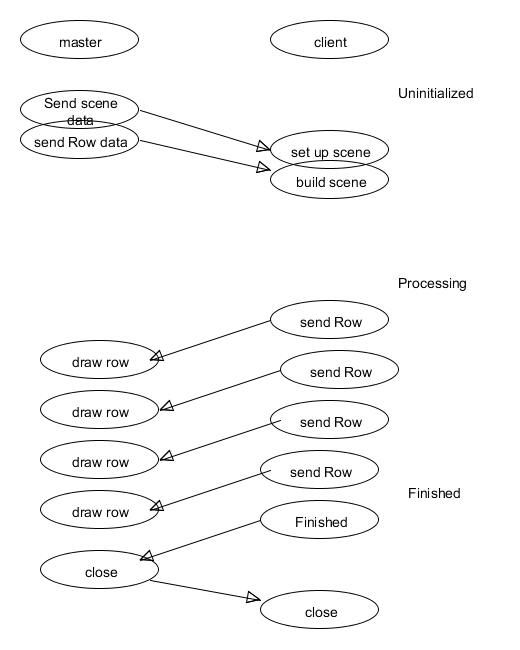 master
client
Uninitialized
Send scene
data
send Row data
set up scene
build scene
Processing
send Row
draw row
send Row
draw row
send Row
draw row
send Row
Finished
draw row
Finished
close
close